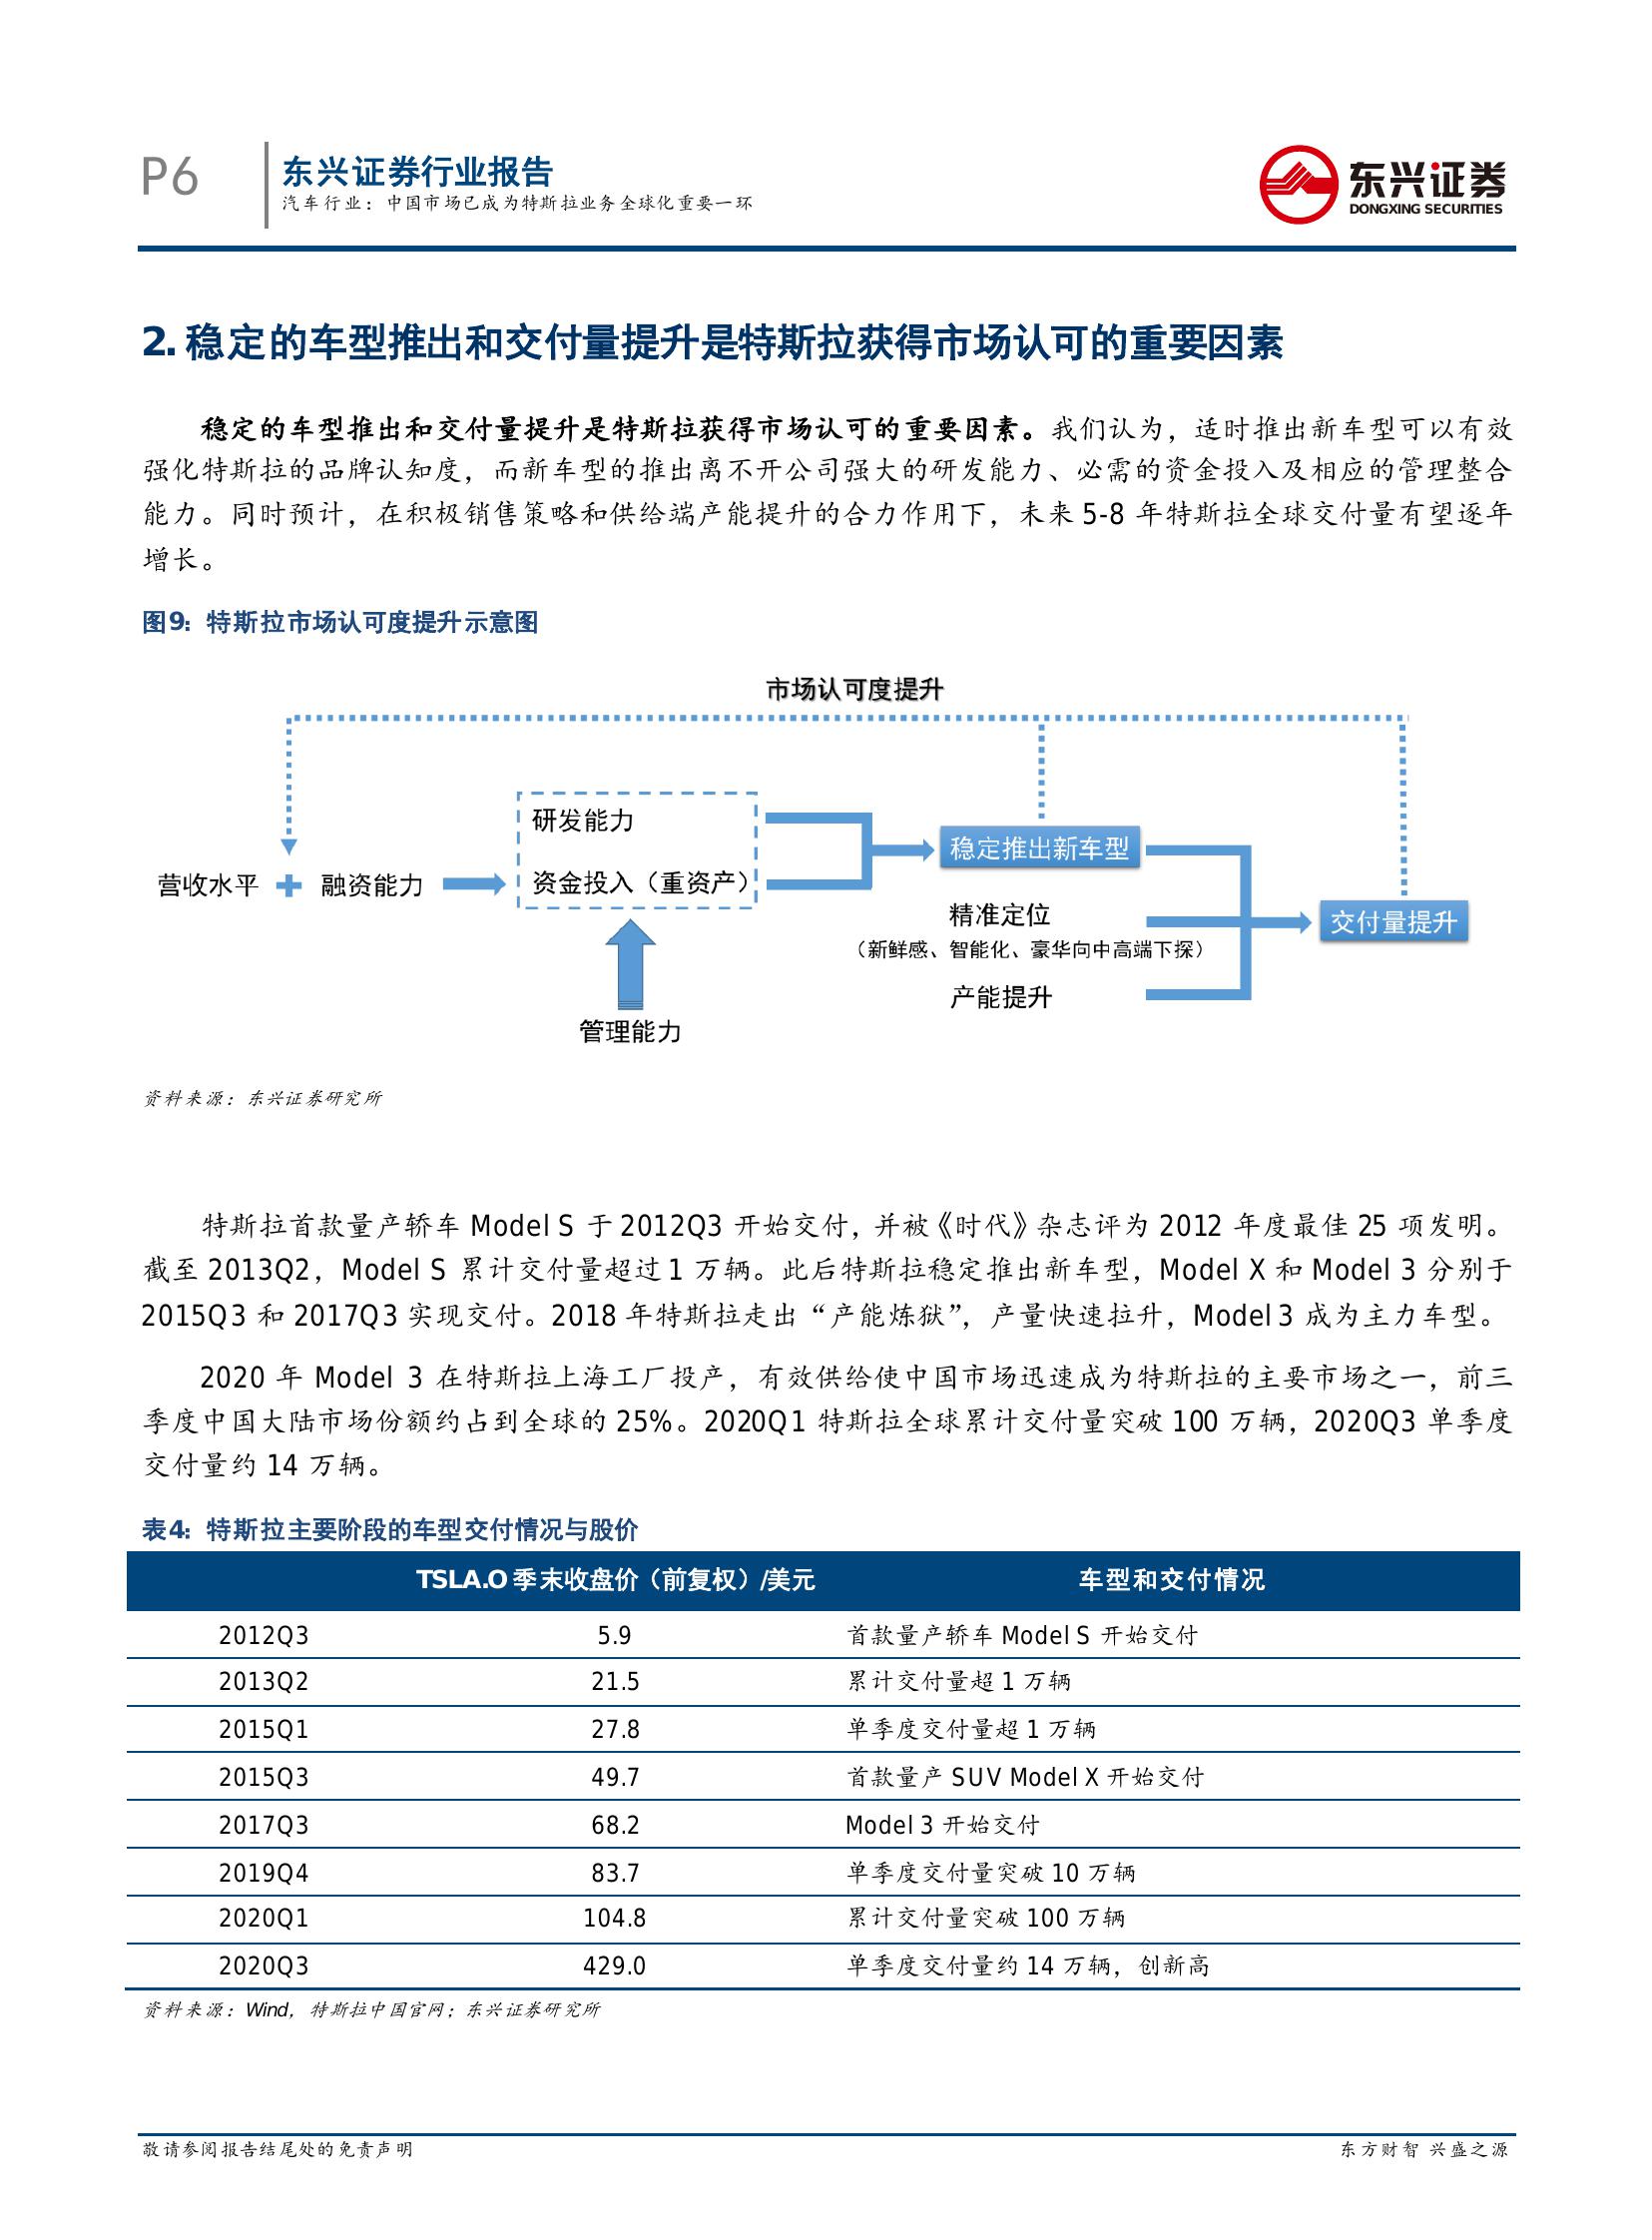 P6
东兴证券行业报告
汽车行业：中国市场已成为特斯拉业务全球化重要一环
东兴证券
DONGXING SECURITIES
2. 稳定的车型推出和交付量提升是特斯拉获得市场认可的重要因素
稳定的车型推出和交付量提升是特斯拉获得市场认可的重要因素。我们认为，适时推出新车型可以有效
强化特斯拉的品牌认知度，而新车型的推出离不开公司强大的研发能力、必需的资金投入及相应的管理整合
能力。同时预计，在积极销售策略和供给端产能提升的合力作用下，未来 5-8 年特斯拉全球交付量有望逐年
增长。
图9：特斯拉市场认可度提升示意图
市场认可度提升
研发能力
稳定推出新车型
营收水平 + 融资能力
资金投入（重资产）
精准定位
交付量提升
（新鲜感、智能化、豪华向中高端下探）
产能提升
管理能力
资料来源：东兴证券研究所
特斯拉首款量产轿车 Model S 于 2012Q3 开始交付，并被《时代》杂志评为 2012 年度最佳 25 项发明。
截至 2013Q2，Model S 累计交付量超过 1 万辆。此后特斯拉稳定推出新车型，Model X 和 Model 3 分别于
2015Q3 和 2017Q3 实现交付。2018 年特斯拉走出“产能炼狱”，产量快速拉升，Model 3 成为主力车型。
2020 年 Model 3 在特斯拉上海工厂投产，有效供给使中国市场迅速成为特斯拉的主要市场之一，前三
季度中国大陆市场份额约占到全球的 25%。2020Q1 特斯拉全球累计交付量突破 100 万辆，2020Q3 单季度
交付量约 14 万辆。
表4：特斯拉主要阶段的车型交付情况与股价
TSLA.O 季末收盘价（前复权）/美元 车型和交付情况
2012Q3 5.9 首款量产轿车 Model S 开始交付
2013Q2 21.5 累计交付量超 1 万辆
2015Q1 27.8 单季度交付量超 1 万辆
2015Q3 49.7 首款量产 SUV Model X 开始交付
2017Q3 68.2 Model 3 开始交付
2019Q4 83.7 单季度交付量突破 10 万辆
2020Q1 104.8 累计交付量突破 100 万辆
2020Q3 429.0 单季度交付量约 14 万辆，创新高
资料来源：Wind，特斯拉中国官网；东兴证券研究所
敬请参阅报告结尾处的免责声明 东方财智 兴盛之源